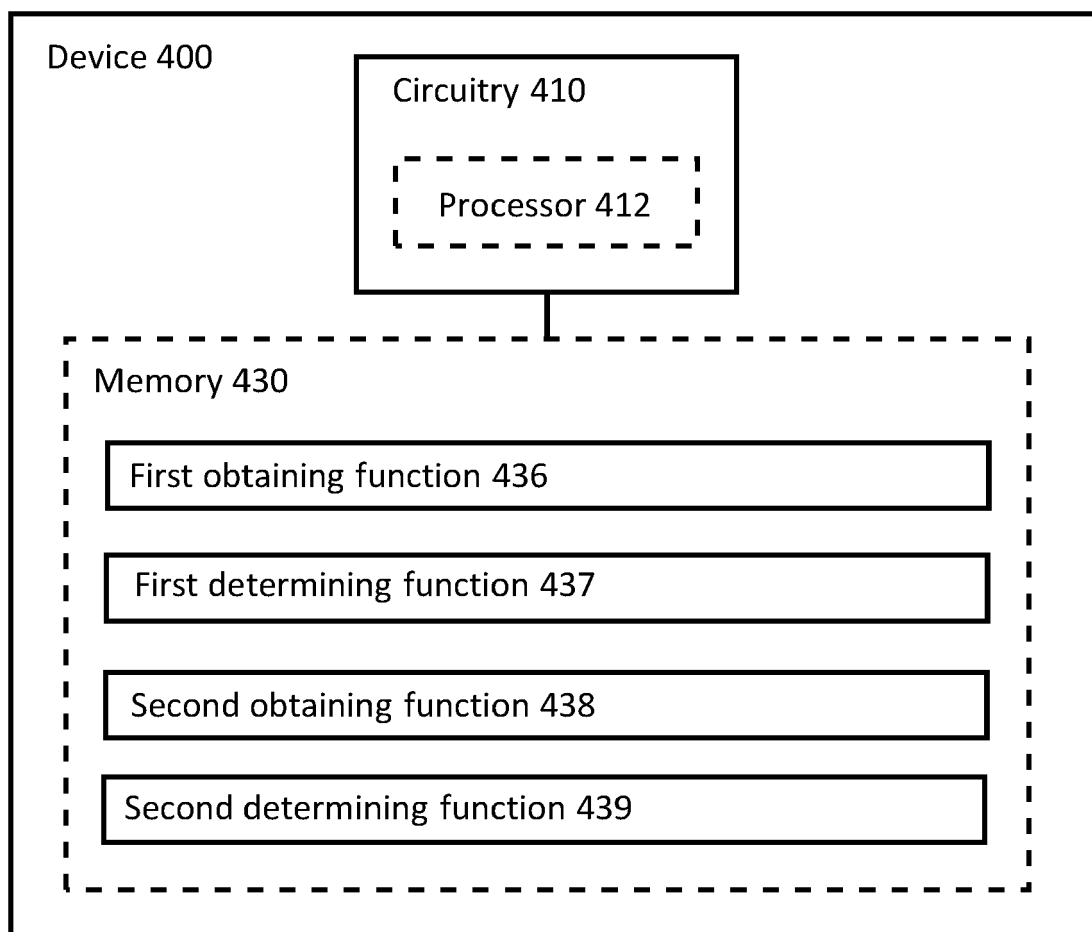 Device 400
Circuitry 410
Processor 412
Memory 430
First obtaining function 436
First determining function 437
Second obtaining function 438
Second determining function 439